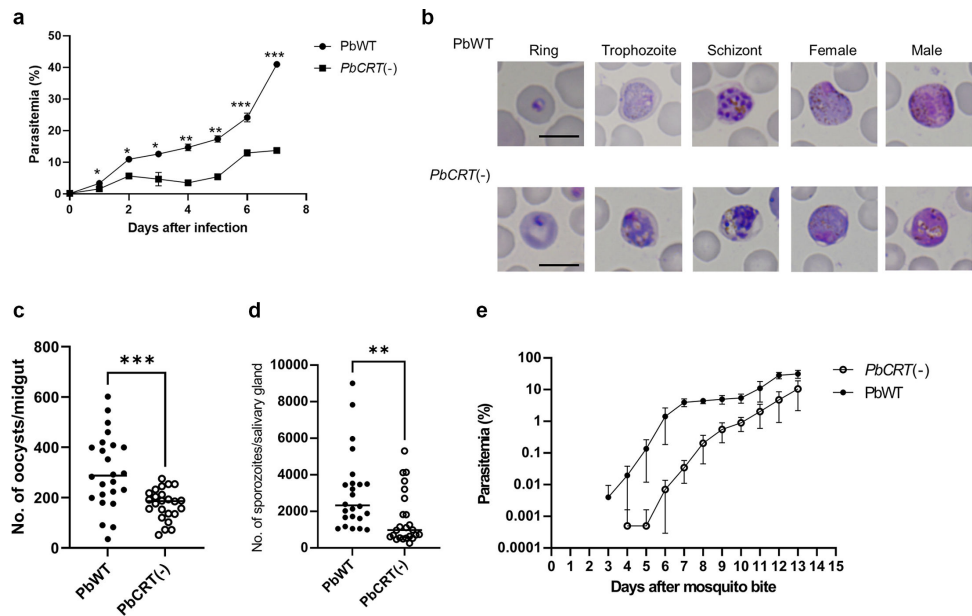 a
Parasitemia (%)
50
40
30
20
10
0
0 2 4 6 8
Days after infection
* * * ** ** *** ***
PbWT
PbCRT(-)
b
PbWT
Ring Trophozoite Schizont Female Male
PbCRT(-)
c
No. of oocysts/midgut
800
600
400
200
0
***
PbWT
PbCRT(-)
d
No. of sporozoites/salivary gland
10000
8000
6000
4000
2000
0
**
PbWT
PbCRT(-)
e
Parasitemia (%)
100
10
1
0.1
0.01
0.001
0.0001
0 1 2 3 4 5 6 7 8 9 10 11 12 13 14 15
Days after mosquito bite
PbCRT(-)
PbWT